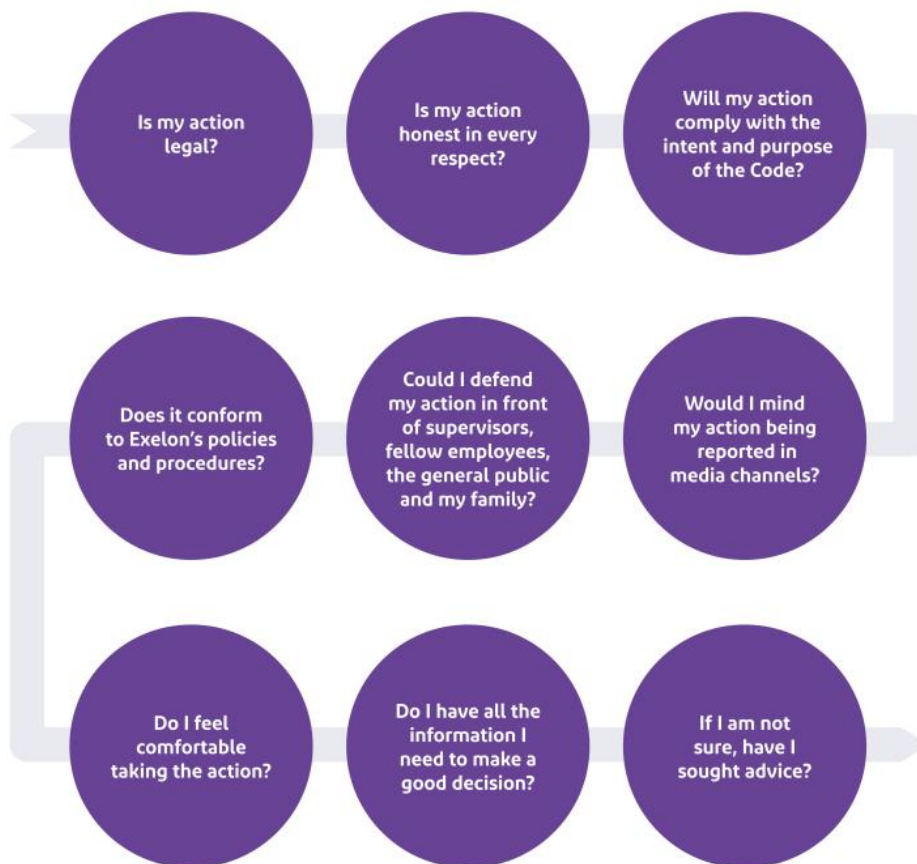 Is my action
legal?
Is my action
honest in every
respect?
Will my action
comply with the
intent and purpose
of the Code?
Would I mind
my action being
reported in
media channels?
Could I defend
my action in front
of supervisors,
fellow employees,
the general public
and my family?
Does it conform
to Exelon’s policies
and procedures?
Do I feel
comfortable
taking the action?
Do I have all the
information I
need to make a
good decision?
If I am not
sure, have I
sought advice?